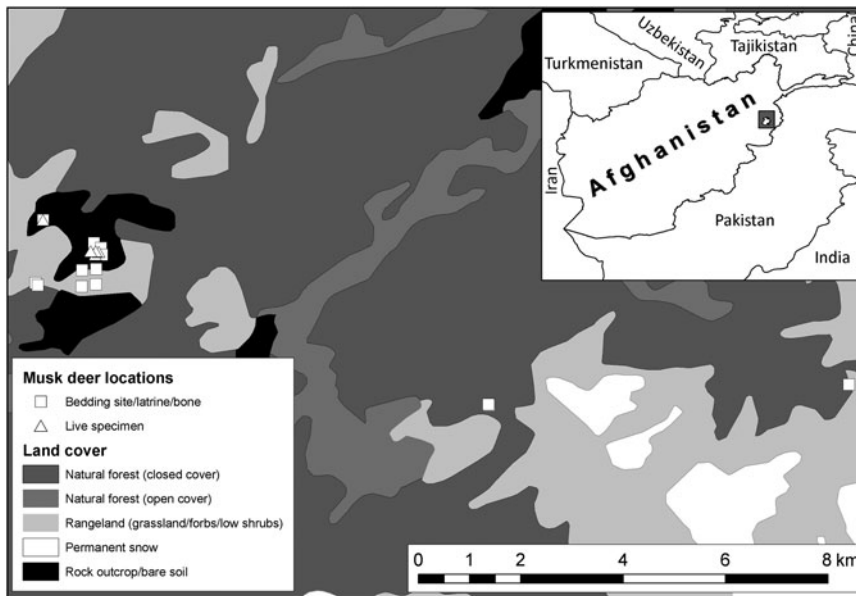 Uzbekistan
Tajikistan
China
Turkmenistan
Afghanistan
Iran
Pakistan
India
Musk deer locations
Bedding site/latrine/bone
Live specimen
Land cover
Natural forest (closed cover)
Natural forest (open cover)
Rangeland (grassland/forbs/low shrubs)
Permanent snow
Rock outcrop/bare soil
0 1 2 4 6 8 km